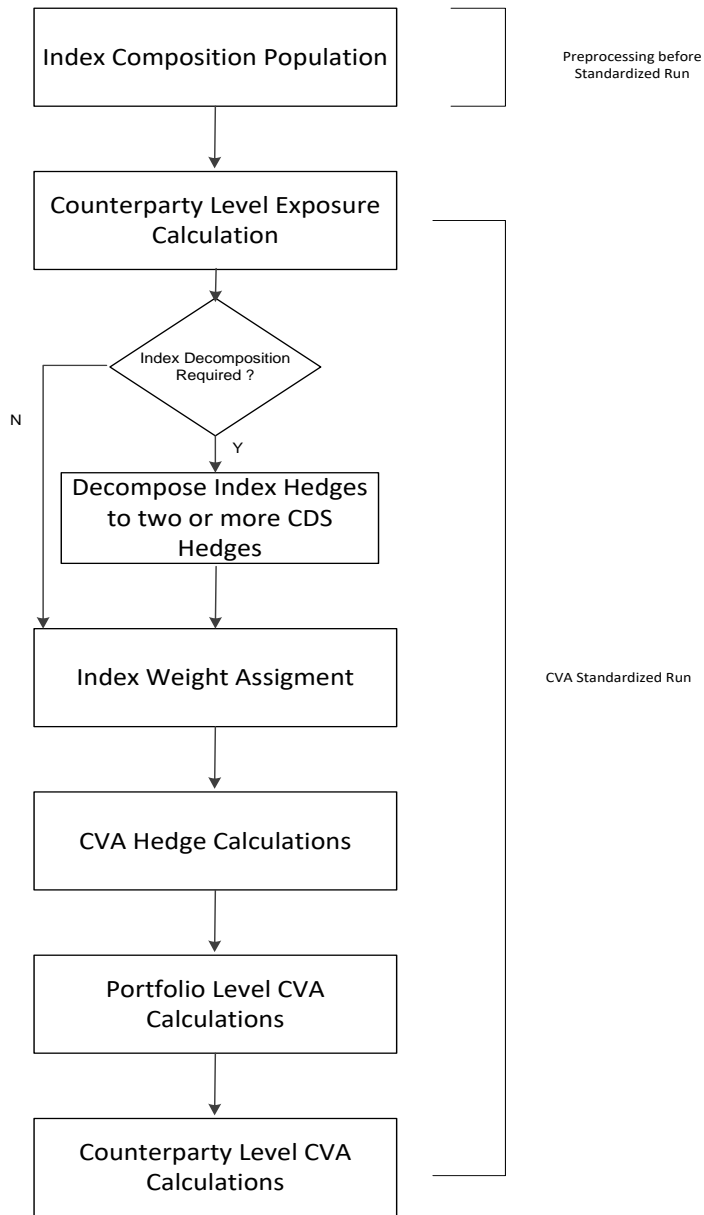 Index Composition Population
Preprocessing before
Standardized Run
Counterparty Level Exposure
Calculation
Index Decomposition
Required ?
N
Y
Decompose Index Hedges
to two or more CDS
Hedges
Index Weight Assigment
CVA Standardized Run
CVA Hedge Calculations
Portfolio Level CVA
Calculations
Counterparty Level CVA
Calculations